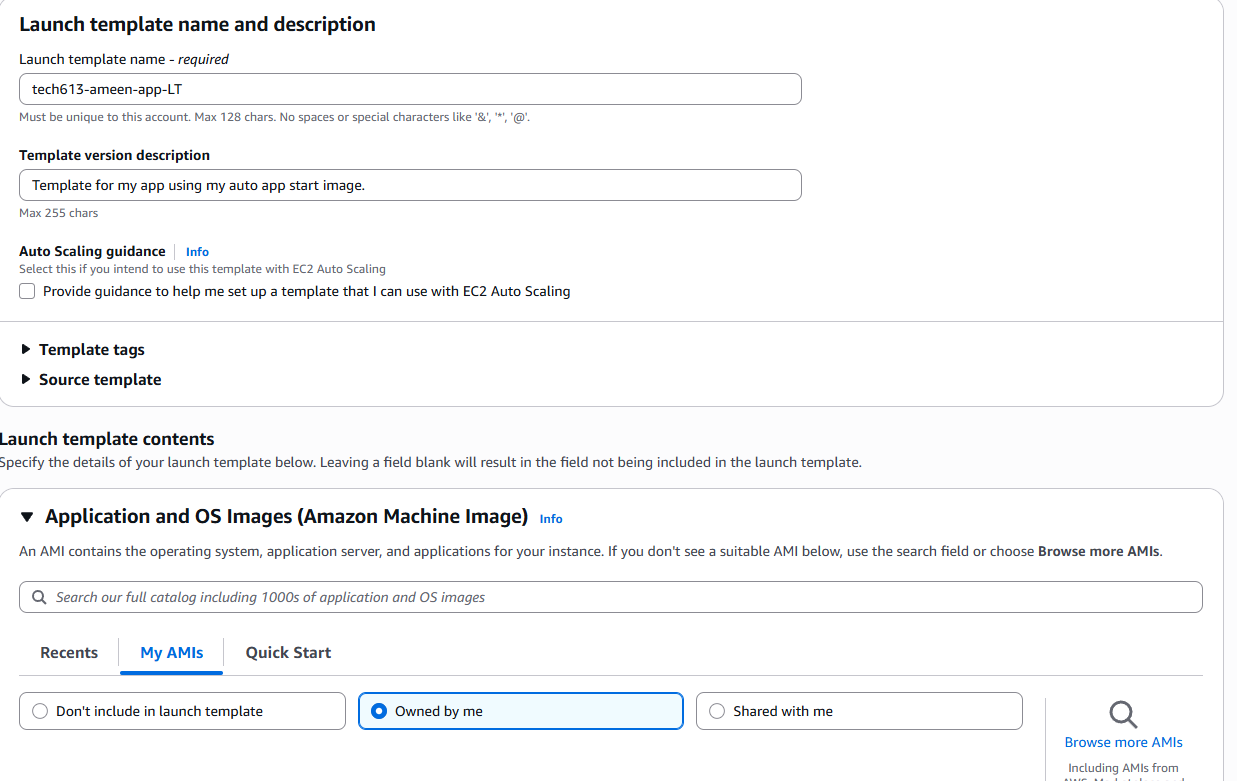 Launch template name and description
Launch template name - required
tech613-ameen-app-LT
Must be unique to this account. Max 128 chars. No spaces or special characters like '&', '*', '@'.
Template version description
Template for my app using my auto app start image.
Max 255 chars
Auto Scaling guidance Info
Select this if you intend to use this template with EC2 Auto Scaling
Provide guidance to help me set up a template that I can use with EC2 Auto Scaling
Template tags
Source template
Launch template contents
Specify the details of your launch template below. Leaving a field blank will result in the field not being included in the launch template.
Application and OS Images (Amazon Machine Image) Info
An AMI contains the operating system, application server, and applications for your instance. If you don't see a suitable AMI below, use the search field or choose Browse more AMIs.
Search our full catalog including 1000s of application and OS images
Recents My AMIs Quick Start
Don't include in launch template Owned by me Shared with me
Browse more AMIs
Including AMIs from